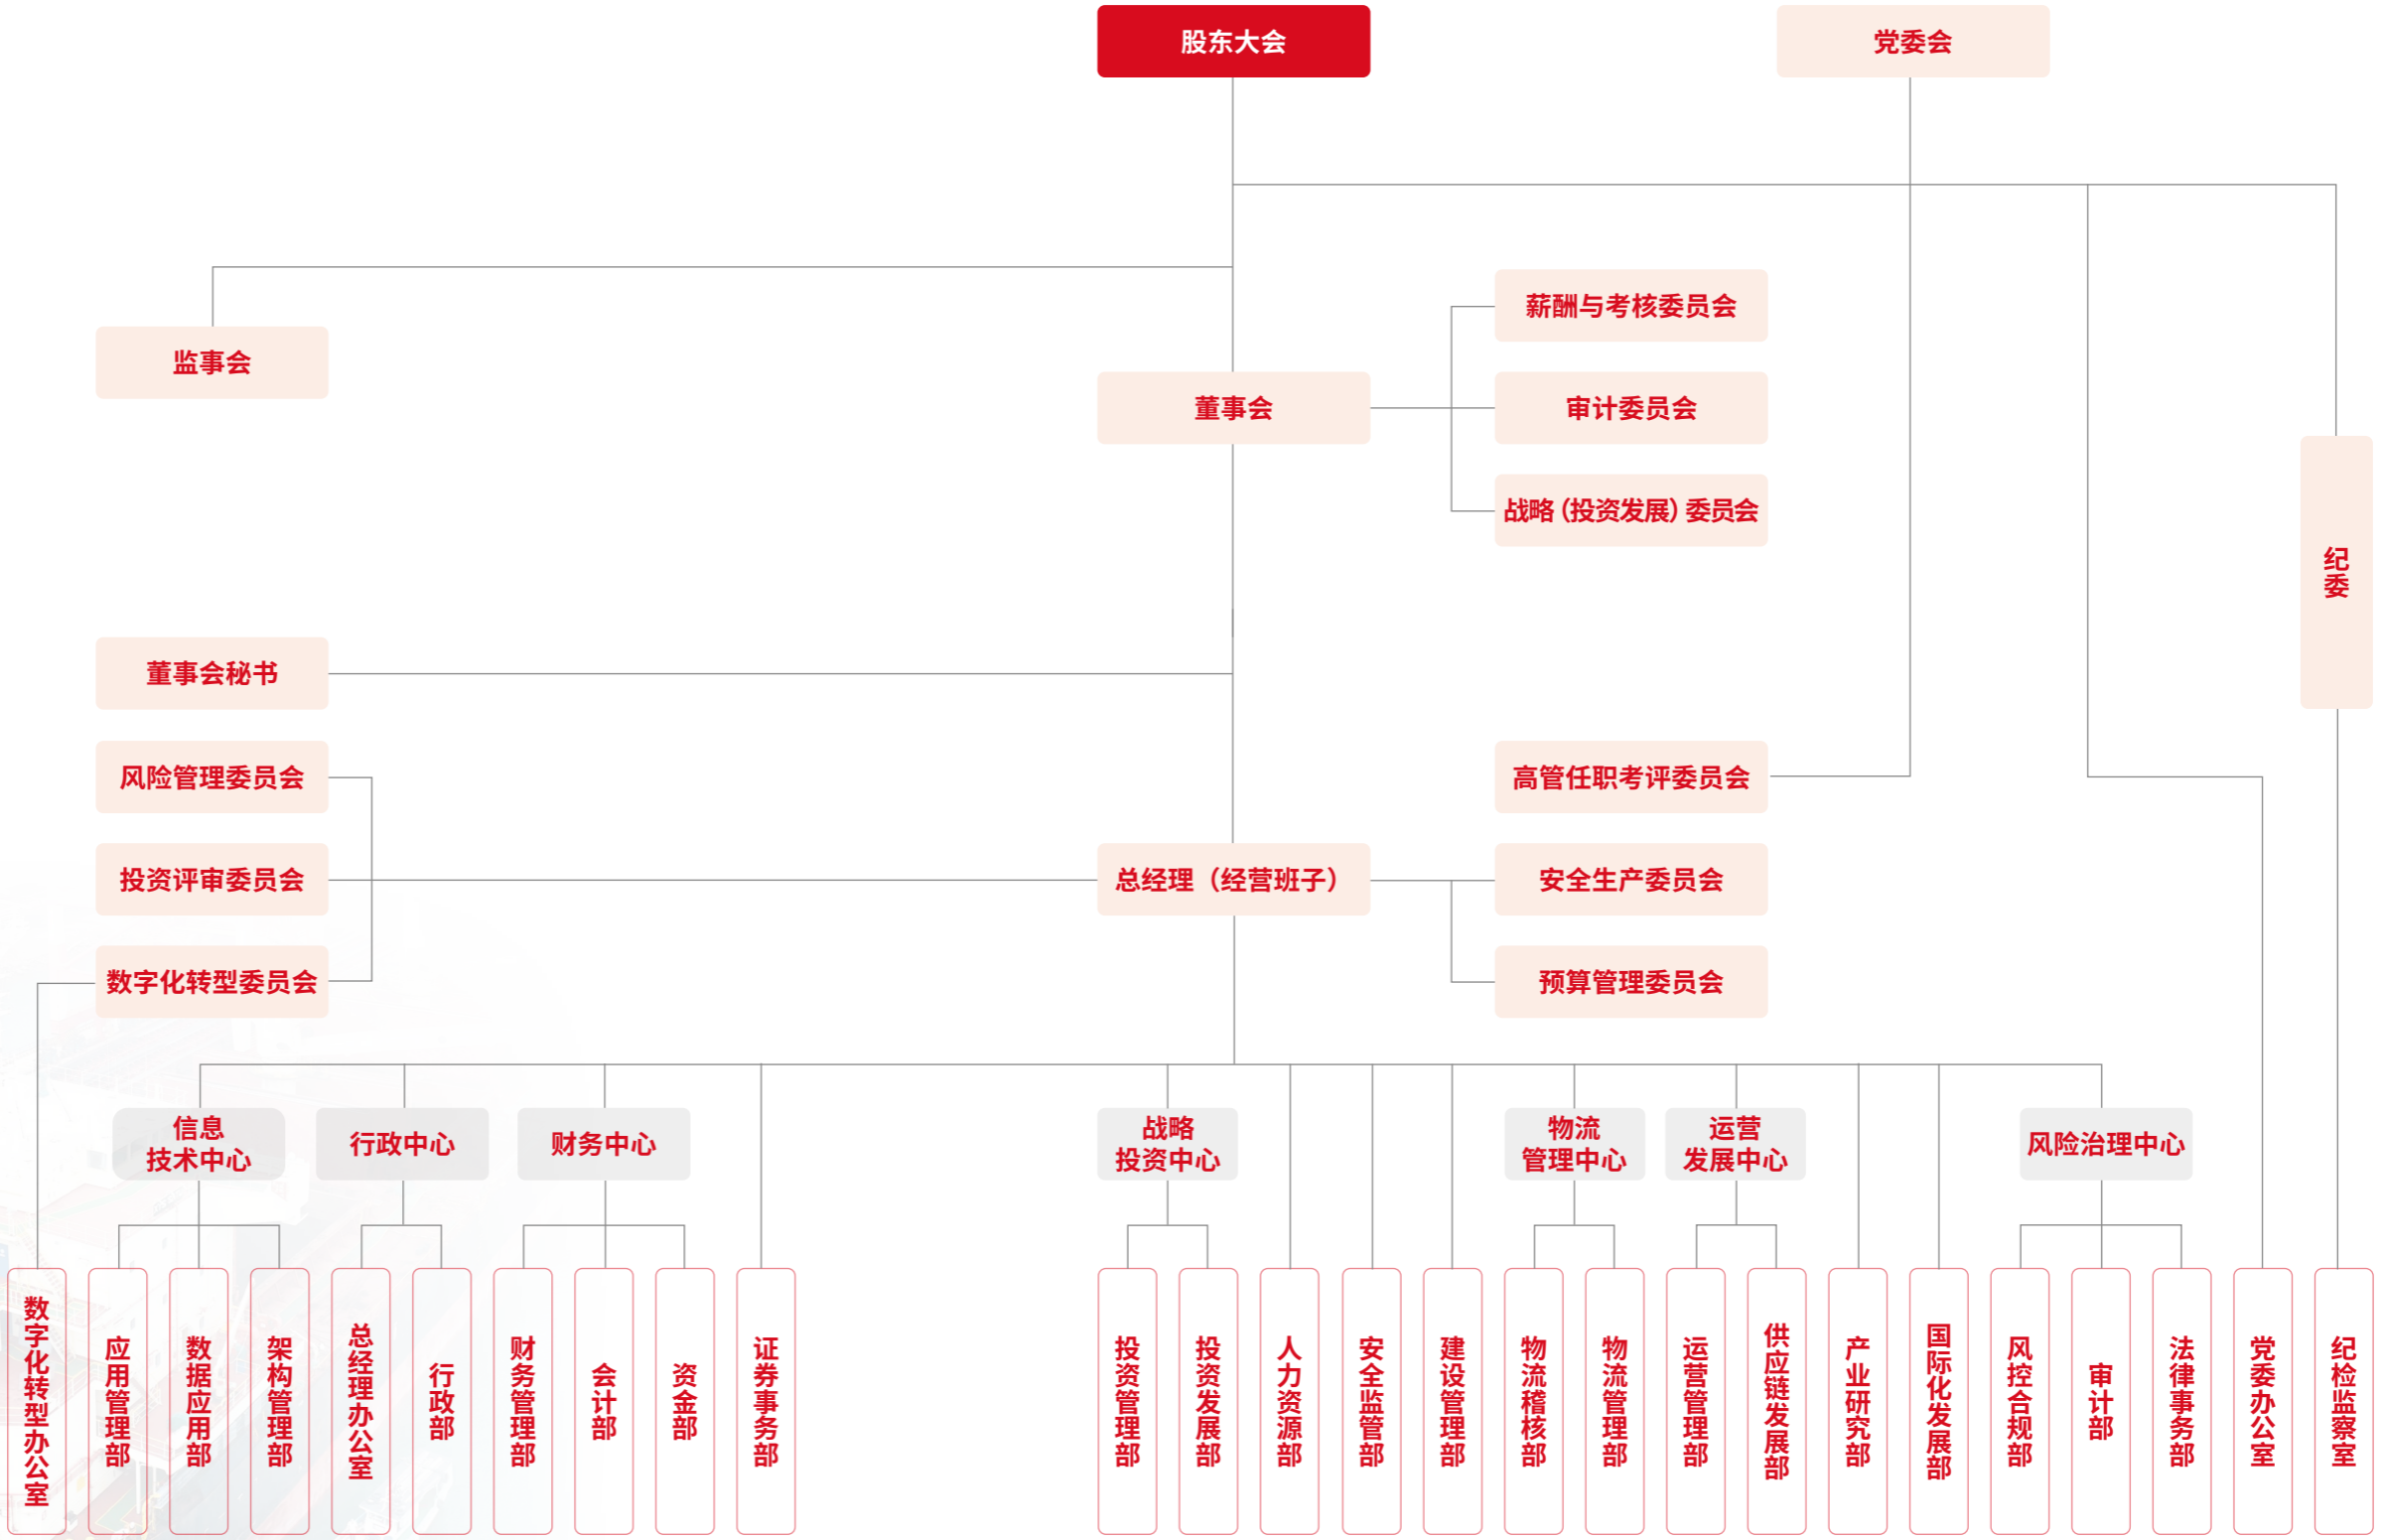 股东大会
党委会
薪酬与考核委员会
监事会
董事会
审计委员会
战略（投资发展）委员会
纪委
董事会秘书
风险管理委员会
高管任职考评委员会
投资评审委员会
总经理（经营班子）
安全生产委员会
数字化转型委员会
预算管理委员会
信息
技术中心
行政中心
财务中心
战略
投资中心
物流
管理中心
运营
发展中心
风险治理中心
数字化转型办公室
应用管理部
数据应用部
架构管理部
总经理办公室
行政部
财务管理部
会计部
资金部
证券事务部
投资管理部
投资发展部
人力资源部
安全监管部
建设管理部
物流稽核部
物流管理部
运营管理部
供应链发展部
产业研究部
国际化发展部
风控合规部
审计部
法律事务部
党委办公室
纪检监察室